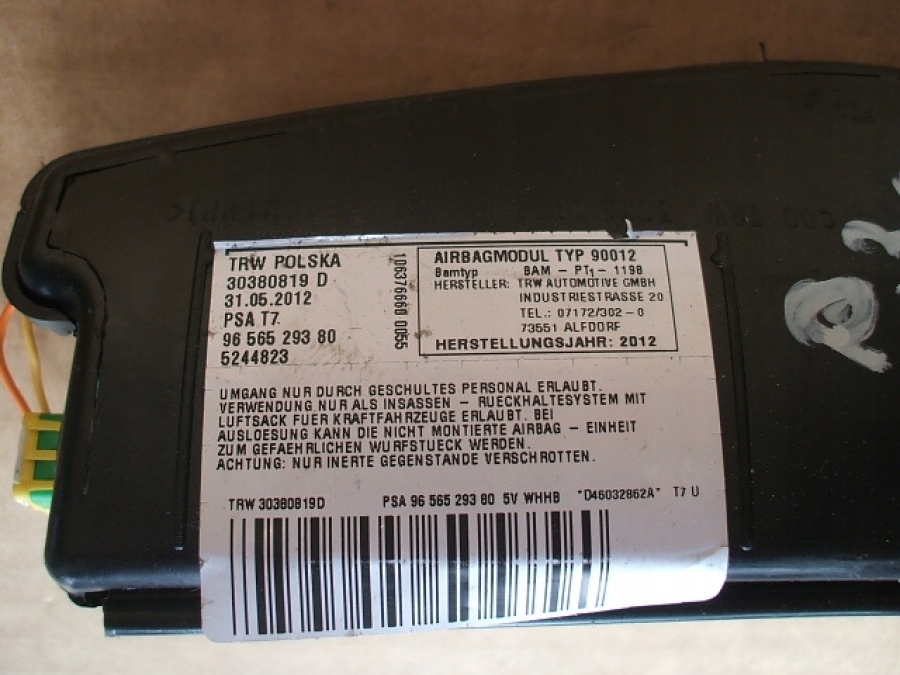 TRW POLSKA
30380819 D
31.05.2012
PSA T7
96 565 293 80
5244823
106376660 0055
AIRBAGMODUL TYP 90012
Bamtyp BAM - PT1 - 1198
HERSTELLER: TRW AUTOMOTIVE GMBH
INDUSTRIESTRASSE 20
TEL.: 07172/302-0
73551 ALFDORF
HERSTELLUNGSJAHR: 2012
UMGANG NUR DURCH GESCHULTES PERSONAL ERLAUBT.
VERWENDUNG NUR ALS INSASSEN - RUECKHALTESYSTEM MIT
LUFTSACK FUER KRAFTFAHRZEUGE ERLAUBT. BEI
AUSLOESUNG KANN DIE NICHT MONTIERTE AIRBAG - EINHEIT
ZUM GEFAEHRLICHEN WURFSTUECK WERDEN.
ACHTUNG: NUR INERTE GEGENSTANDE VERSCHROTTEN.
TRW 30380819D PSA 96 565 293 80 5V WHHB *D46032862A* T7 U